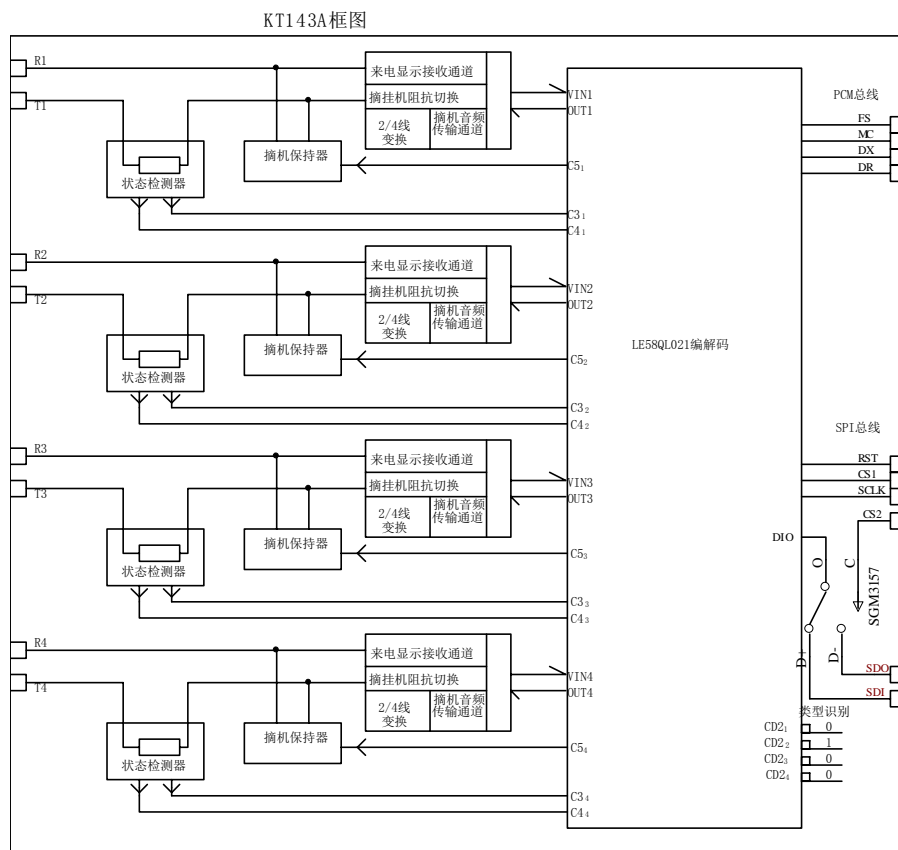 KT143A框图
R1
来电显示接收通道
T1
摘挂机阻抗切换
2/4线
变换
摘机音频
传输通道
VIN1
OUT1
状态检测器
摘机保持器
C5₁
C3₁
C4₁
R2
来电显示接收通道
T2
摘挂机阻抗切换
2/4线
变换
摘机音频
传输通道
VIN2
OUT2
状态检测器
摘机保持器
C5₂
C3₂
C4₂
R3
来电显示接收通道
T3
摘挂机阻抗切换
2/4线
变换
摘机音频
传输通道
VIN3
OUT3
状态检测器
摘机保持器
C5₃
C3₃
C4₃
R4
来电显示接收通道
T4
摘挂机阻抗切换
2/4线
变换
摘机音频
传输通道
VIN4
OUT4
状态检测器
摘机保持器
C5₄
C3₄
C4₄
LE58QL021编解码
PCM总线
FS
MC
DX
DR
SPI总线
RST
CS1
SCLK
CS2
DIO
O
C
SGM3157
D+
D-
SDO
SDI
类型识别
CD2₁ 0
CD2₂ 1
CD2₃ 0
CD2₄ 0